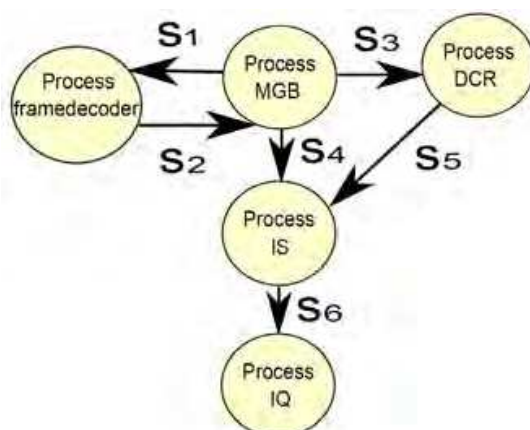 S1
S3
Process
framedecoder
Process
MGB
Process
DCR
S2
S4
S5
Process
IS
S6
Process
IQ